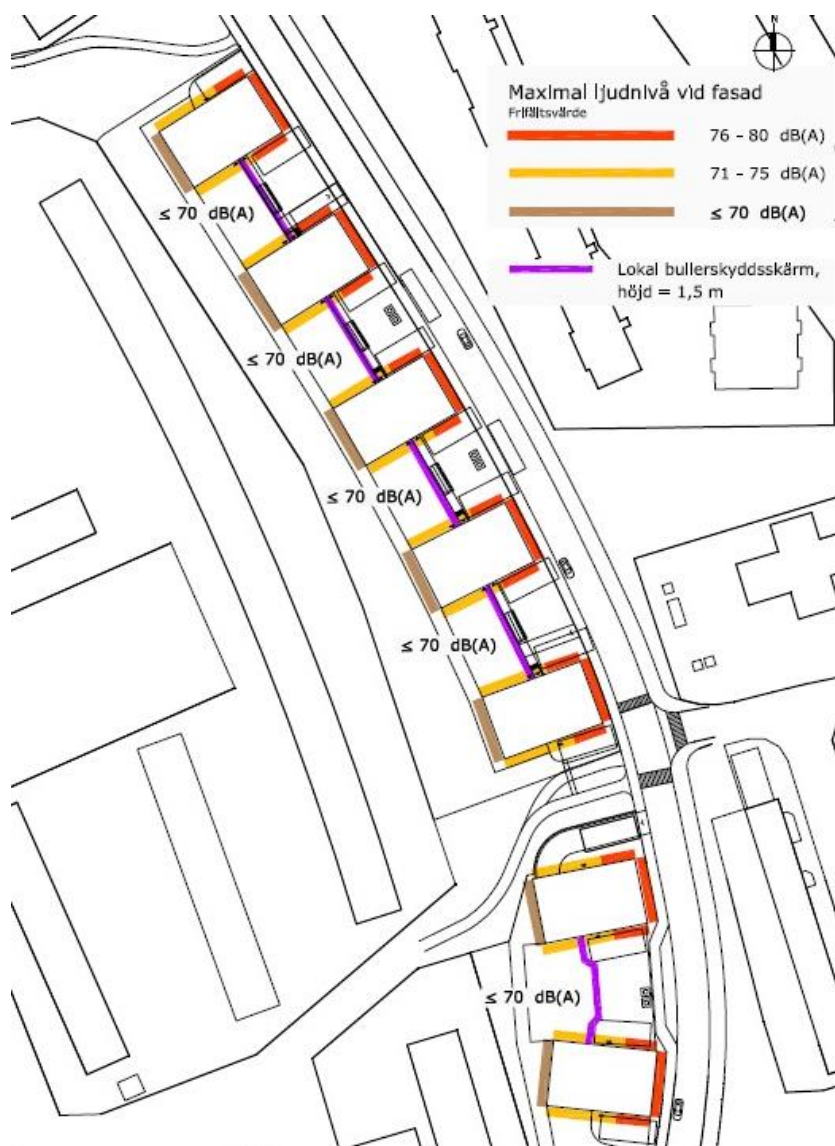 N
Maximal ljudnivå vid fasad
Frifältsvärde
76 - 80 dB(A)
71 - 75 dB(A)
≤ 70 dB(A)
Lokal bullerskyddsskärm,
höjd = 1,5 m
≤ 70 dB(A)
≤ 70 dB(A)
≤ 70 dB(A)
≤ 70 dB(A)
≤ 70 dB(A)